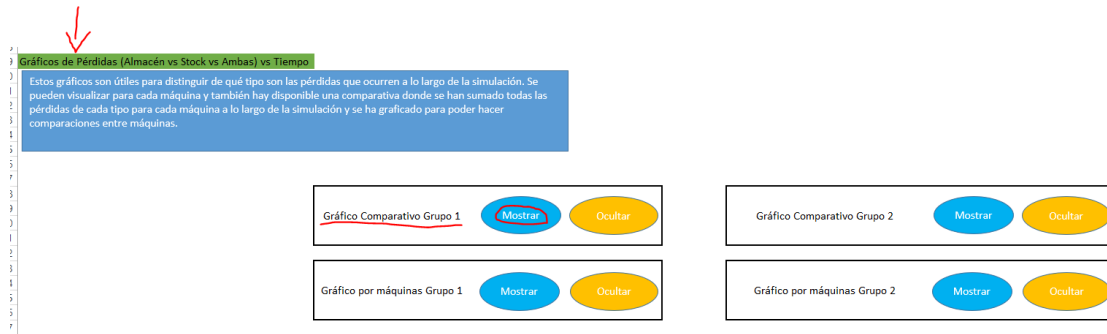 Gráficos de Pérdidas (Almacén vs Stock vs Ambas) vs Tiempo
Estos gráficos son útiles para distinguir de qué tipo son las pérdidas que ocurren a lo largo de la simulación. Se
pueden visualizar para cada máquina y también hay disponible una comparativa donde se han sumado todas las
pérdidas de cada tipo para cada máquina a lo largo de la simulación y se ha graficado para poder hacer
comparaciones entre máquinas.
Gráfico Comparativo Grupo 1 Mostrar Ocultar
Gráfico Comparativo Grupo 2 Mostrar Ocultar
Gráfico por máquinas Grupo 1 Mostrar Ocultar
Gráfico por máquinas Grupo 2 Mostrar Ocultar